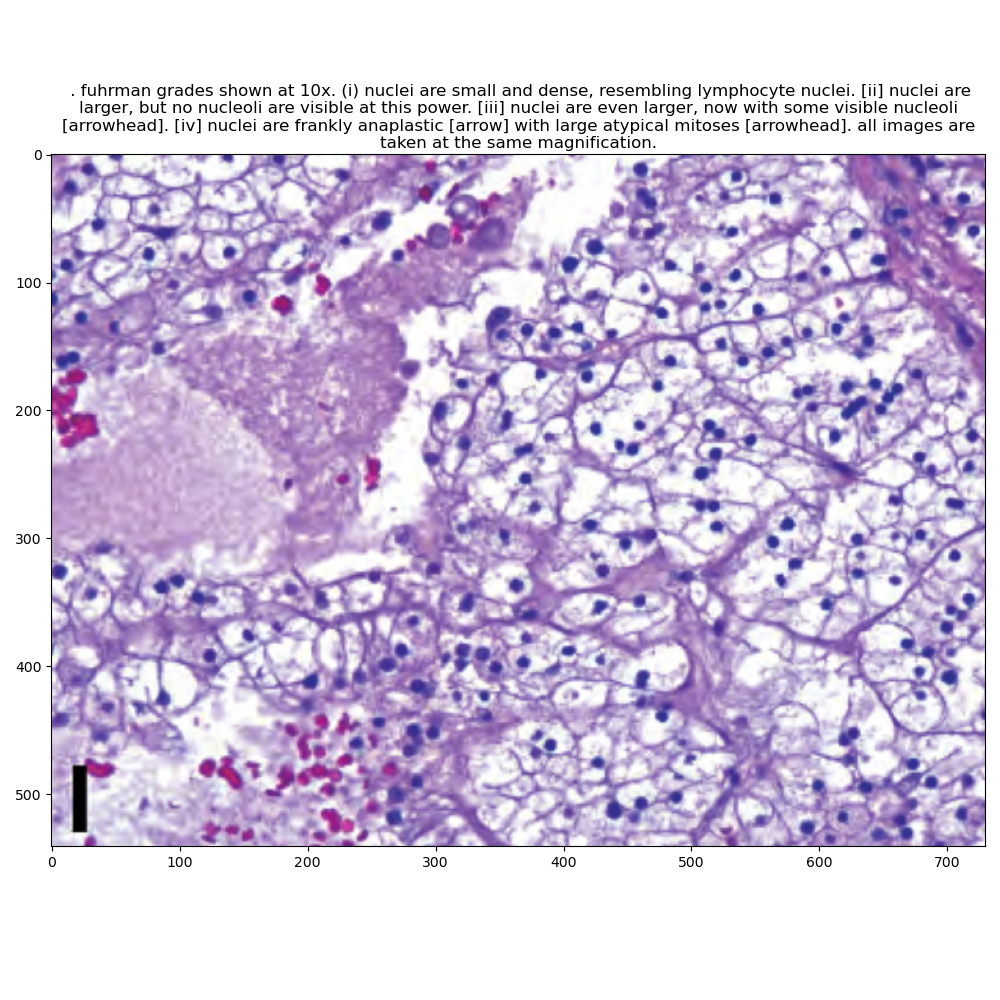 . fuhrman grades shown at 10x. (i) nuclei are small and dense, resembling lymphocyte nuclei. [ii] nuclei are
larger, but no nucleoli are visible at this power. [iii] nuclei are even larger, now with some visible nucleoli
[arrowhead]. [iv] nuclei are frankly anaplastic [arrow] with large atypical mitoses [arrowhead]. all images are
taken at the same magnification.
0
100
200
300
400
500
I
0 100 200 300 400 500 600 700